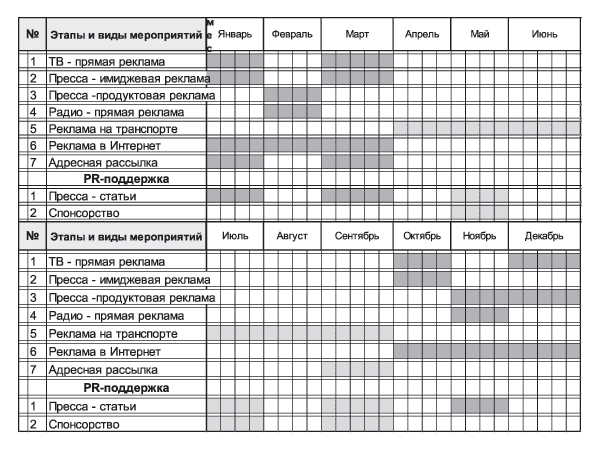 № Этапы и виды мероприятий мес Январь Февраль Март Апрель Май Июнь
1 ТВ - прямая реклама
2 Пресса - имиджевая реклама
3 Пресса -продуктовая реклама
4 Радио - прямая реклама
5 Реклама на транспорте
6 Реклама в Интернет
7 Адресная рассылка
PR-поддержка
1 Пресса - статьи
2 Спонсорство
№ Этапы и виды мероприятий Июль Август Сентябрь Октябрь Ноябрь Декабрь
1 ТВ - прямая реклама
2 Пресса - имиджевая реклама
3 Пресса -продуктовая реклама
4 Радио - прямая реклама
5 Реклама на транспорте
6 Реклама в Интернет
7 Адресная рассылка
PR-поддержка
1 Пресса - статьи
2 Спонсорство